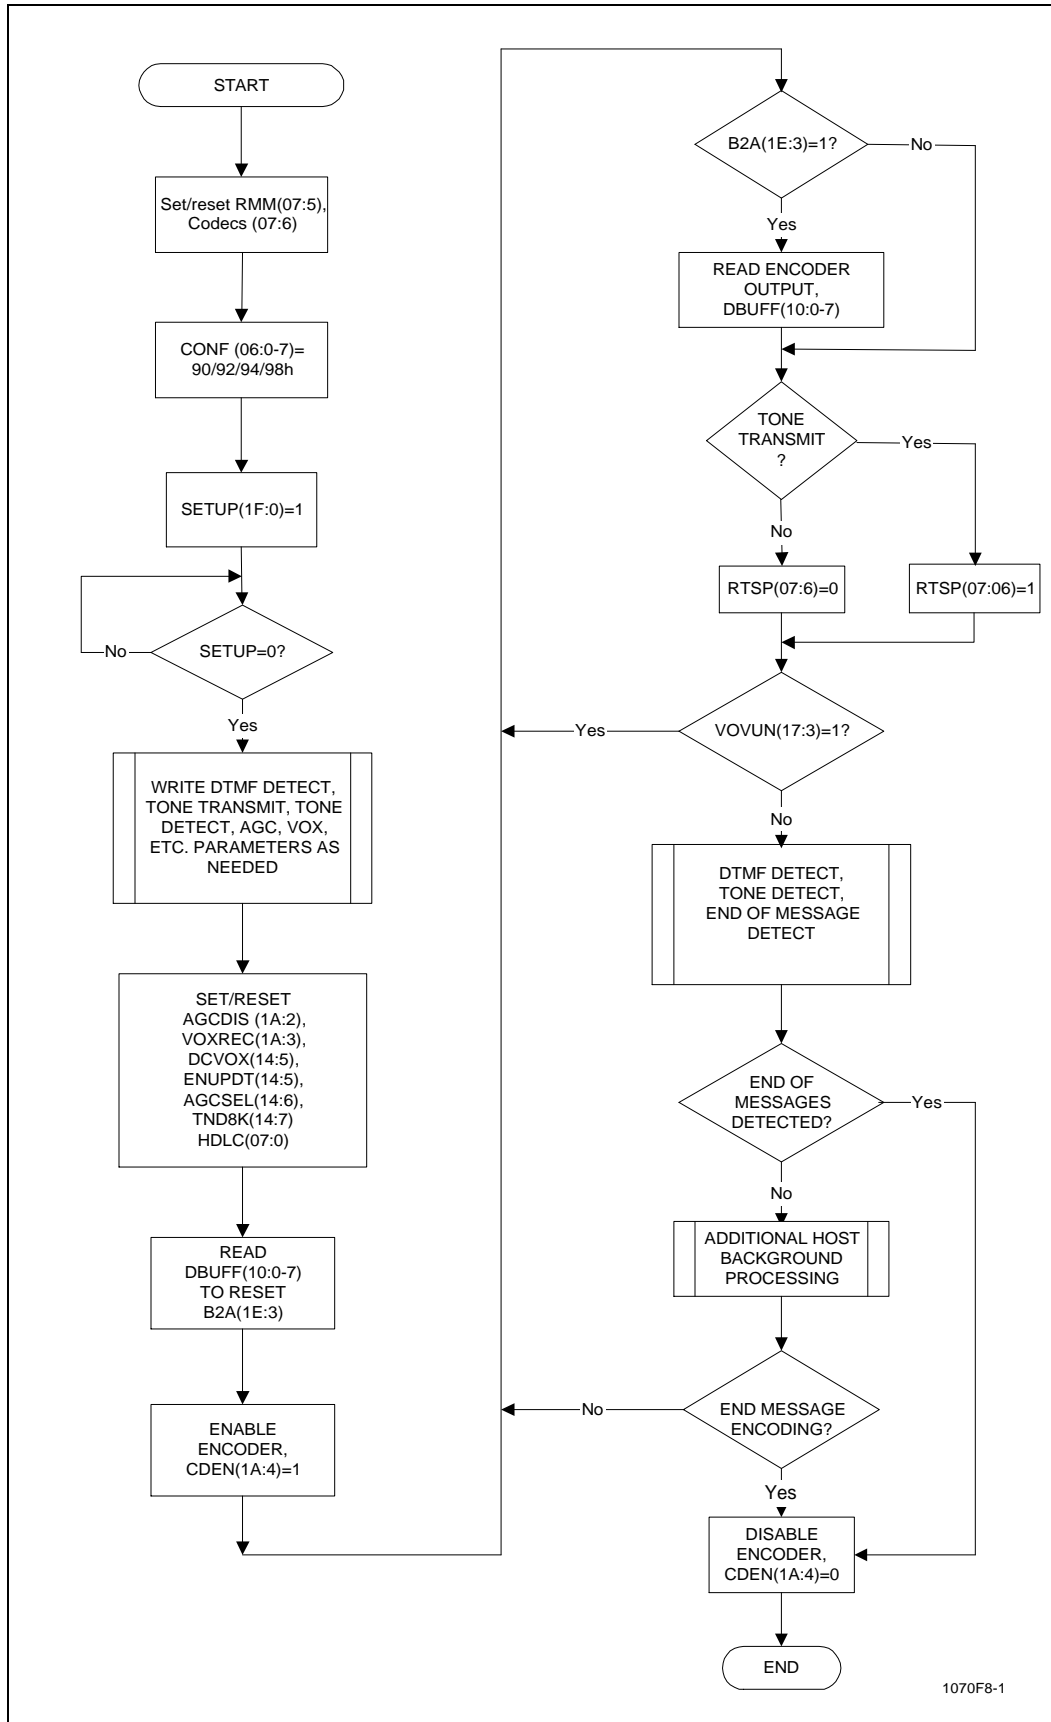 START
Set/reset RMM(07:5),
Codecs (07:6)
CONF (06:0-7)=
90/92/94/98h
SETUP(1F:0)=1
SETUP=0?
No
Yes
WRITE DTMF DETECT,
TONE TRANSMIT, TONE
DETECT, AGC, VOX,
ETC. PARAMETERS AS
NEEDED
SET/RESET
AGCDIS (1A:2),
VOXREC(1A:3),
DCVOX(14:5),
ENUPDT(14:5),
AGCSEL(14:6),
TND8K(14:7)
HDLC(07:0)
READ
DBUFF(10:0-7)
TO RESET
B2A(1E:3)
ENABLE
ENCODER,
CDEN(1A:4)=1
B2A(1E:3)=1?
No
Yes
READ ENCODER
OUTPUT,
DBUFF(10:0-7)
TONE
TRANSMIT
?
Yes
No
RTSP(07:6)=0
RTSP(07:06)=1
VOVUN(17:3)=1?
Yes
No
DTMF DETECT,
TONE DETECT,
END OF MESSAGE
DETECT
END OF
MESSAGES
DETECTED?
Yes
No
ADDITIONAL HOST
BACKGROUND
PROCESSING
END MESSAGE
ENCODING?
No
Yes
DISABLE
ENCODER,
CDEN(1A:4)=0
END
1070F8-1